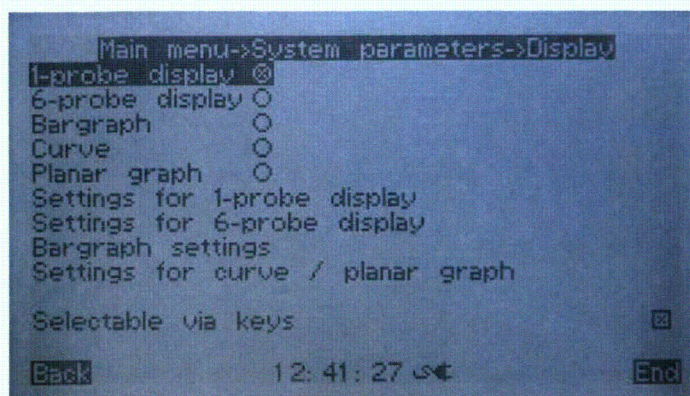 Main menu->System parameters->Display
1-probe display
6-probe display
Bargraph
Curve
Planar graph
Settings for 1-probe display
Settings for 6-probe display
Bargraph settings
Settings for curve / planar graph
Selectable via keys
Back 12:41:27 End